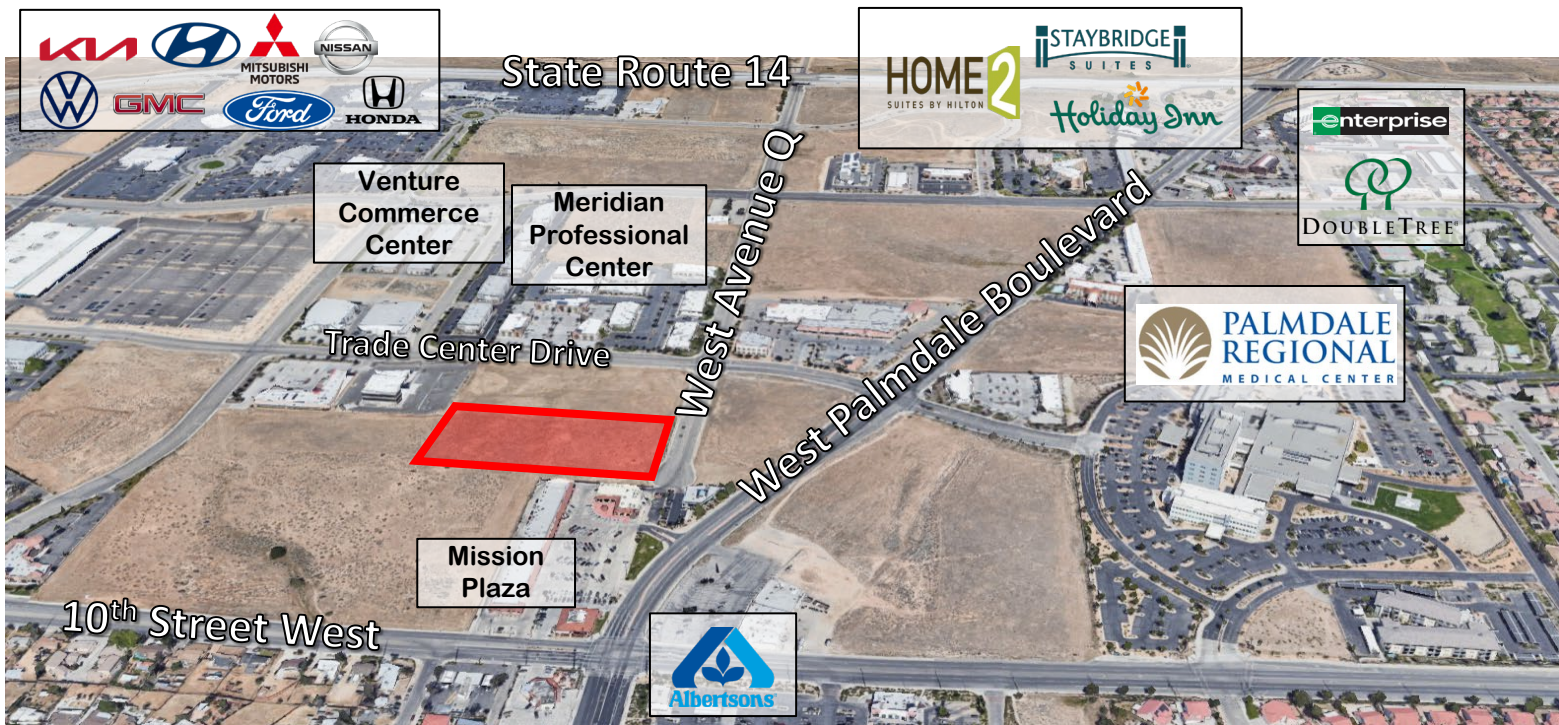 KIA
MITSUBISHI
MOTORS
NISSAN
VW
GMC
Ford
HONDA
State Route 14
HOME2
SUITES BY HILTON
STAYBRIDGE
SUITES
Holiday Inn
enterprise
DOUBLETREE
Venture
Commerce
Center
Meridian
Professional
Center
West Avenue Q
West Palmdale Boulevard
Trade Center Drive
PALMDALE
REGIONAL
MEDICAL CENTER
Mission
Plaza
10th Street West
Albertsons